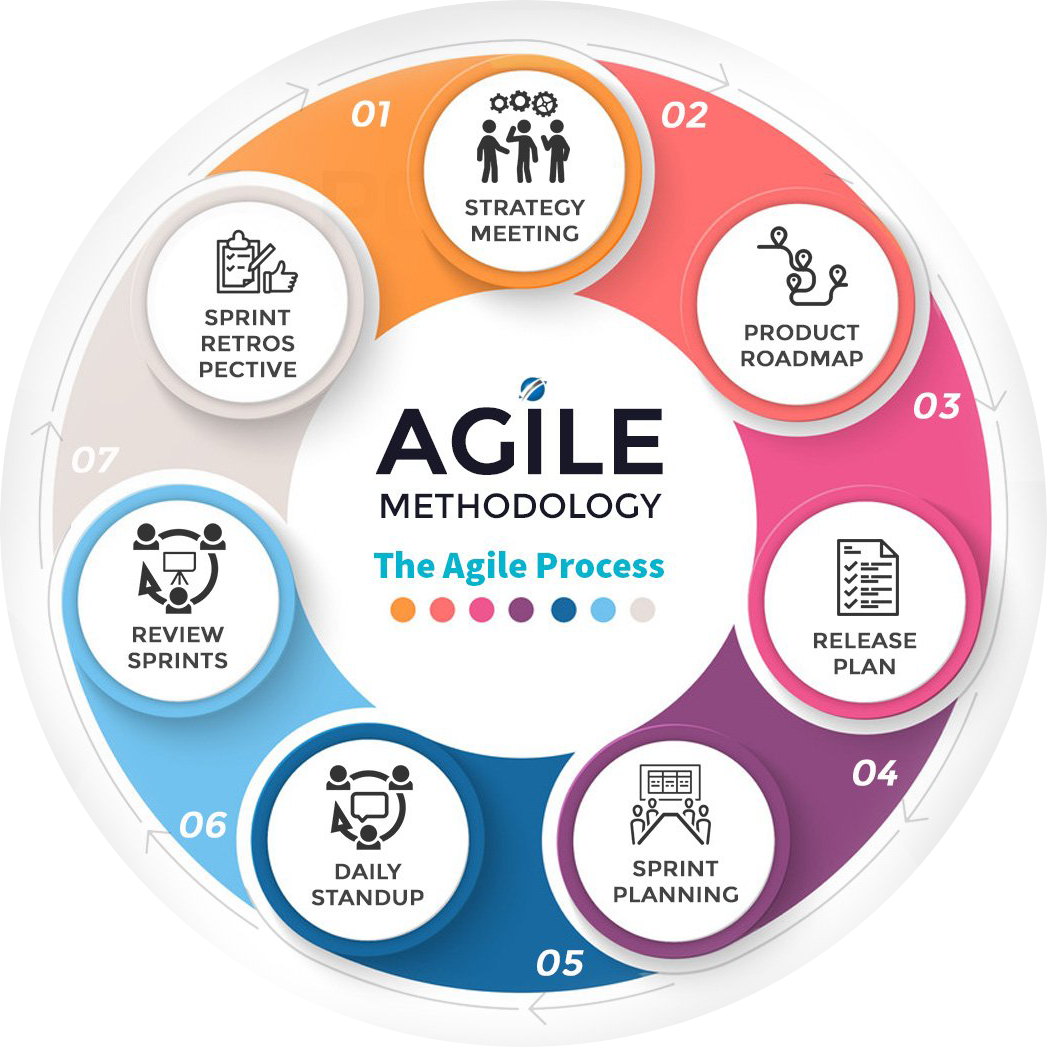 AGILE
METHODOLOGY
The Agile Process
01
STRATEGY
MEETING
02
PRODUCT
ROADMAP
03
RELEASE
PLAN
04
SPRINT
PLANNING
05
DAILY
STANDUP
06
REVIEW
SPRINTS
07
SPRINT
RETROS
PECTIVE